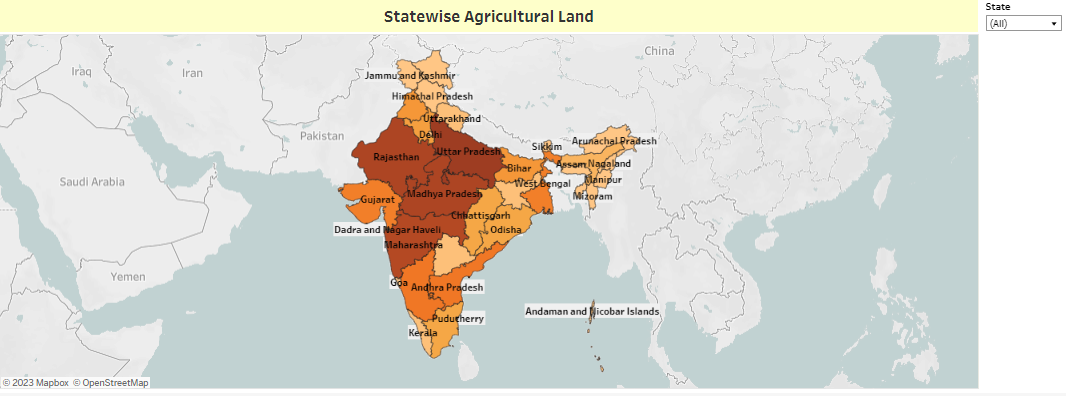 Statewise Agricultural Land
State
(All)
China
Iraq
Iran
Jammu and Kashmir
Himachal Pradesh
Uttarakhand
Pakistan
Delhi
Arunachal Pradesh
Sikkim
Uttar Pradesh
Rajasthan
Assam
Nagaland
Bihar
Saudi Arabia
Manipur
West Bengal
Madhya Pradesh
Mizoram
Gujarat
Chhattisgarh
Dadra and Nagar Haveli
Odisha
Maharashtra
Yemen
Goa
Andhra Pradesh
Andaman and Nicobar Islands
Puducherry
Kerala
© 2023 Mapbox © OpenStreetMap